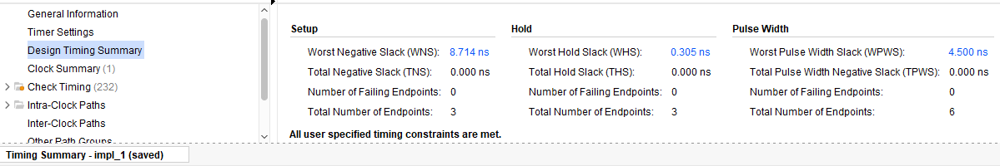 General Information
Timer Settings
Design Timing Summary
Clock Summary (1)
Check Timing (232)
Intra-Clock Paths
Inter-Clock Paths
Other Path Groups
Setup
Worst Negative Slack (WNS): 8.714 ns
Total Negative Slack (TNS): 0.000 ns
Number of Failing Endpoints: 0
Total Number of Endpoints: 3
Hold
Worst Hold Slack (WHS): 0.305 ns
Total Hold Slack (THS): 0.000 ns
Number of Failing Endpoints: 0
Total Number of Endpoints: 3
Pulse Width
Worst Pulse Width Slack (WPWS): 4.500 ns
Total Pulse Width Negative Slack (TPWS): 0.000 ns
Number of Failing Endpoints: 0
Total Number of Endpoints: 6
All user specified timing constraints are met.
Timing Summary - impl_1 (saved)